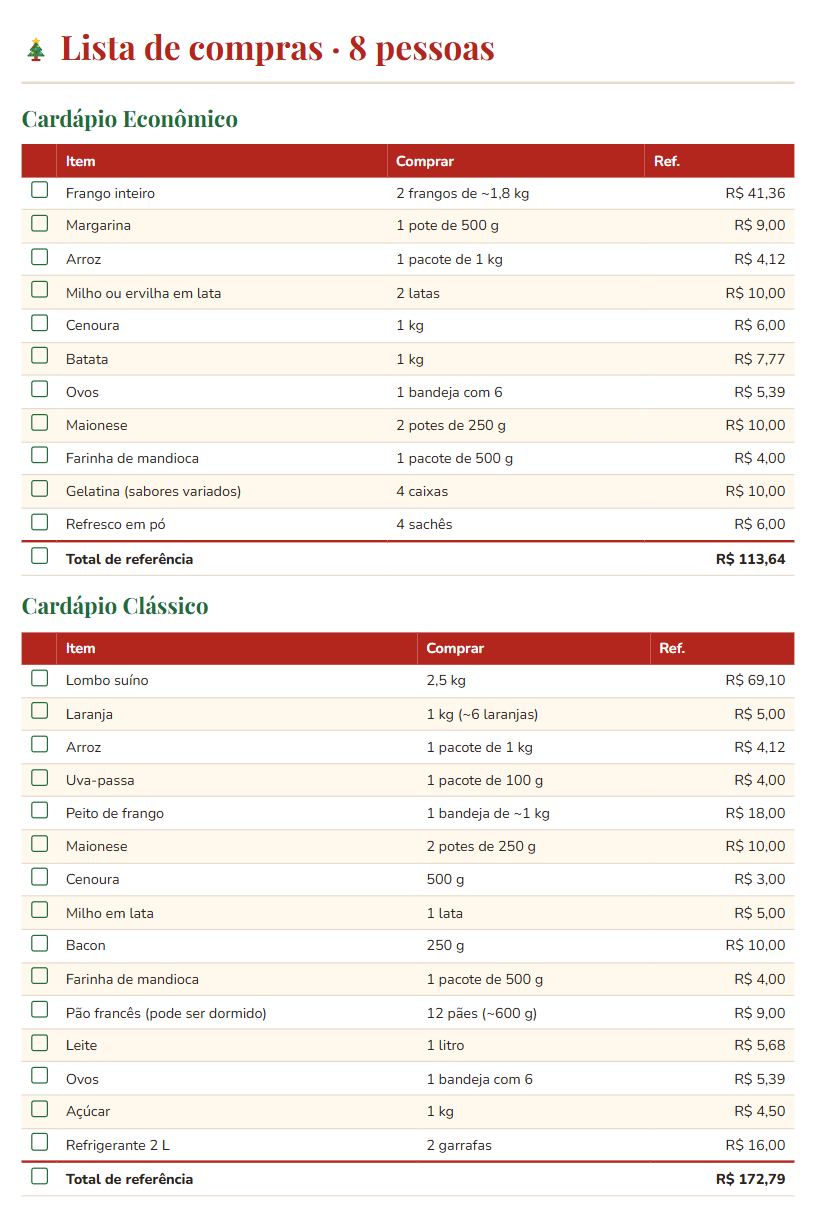 Lista de compras · 8 pessoas
Cardápio Econômico
Item Comprar Ref.
Frango inteiro 2 frangos de ~1,8 kg R$ 41,36
Margarina 1 pote de 500 g R$ 9,00
Arroz 1 pacote de 1 kg R$ 4,12
Milho ou ervilha em lata 2 latas R$ 10,00
Cenoura 1 kg R$ 6,00
Batata 1 kg R$ 7,77
Ovos 1 bandeja com 6 R$ 5,39
Maionese 2 potes de 250 g R$ 10,00
Farinha de mandioca 1 pacote de 500 g R$ 4,00
Gelatina (sabores variados) 4 caixas R$ 10,00
Refresco em pó 4 sachês R$ 6,00
Total de referência R$ 113,64
Cardápio Clássico
Item Comprar Ref.
Lombo suíno 2,5 kg R$ 69,10
Laranja 1 kg (~6 laranjas) R$ 5,00
Arroz 1 pacote de 1 kg R$ 4,12
Uva-passa 1 pacote de 100 g R$ 4,00
Peito de frango 1 bandeja de ~1 kg R$ 18,00
Maionese 2 potes de 250 g R$ 10,00
Cenoura 500 g R$ 3,00
Milho em lata 1 lata R$ 5,00
Bacon 250 g R$ 10,00
Farinha de mandioca 1 pacote de 500 g R$ 4,00
Pão francês (pode ser dormido) 12 pães (~600 g) R$ 9,00
Leite 1 litro R$ 5,68
Ovos 1 bandeja com 6 R$ 5,39
Açúcar 1 kg R$ 4,50
Refrigerante 2 L 2 garrafas R$ 16,00
Total de referência R$ 172,79